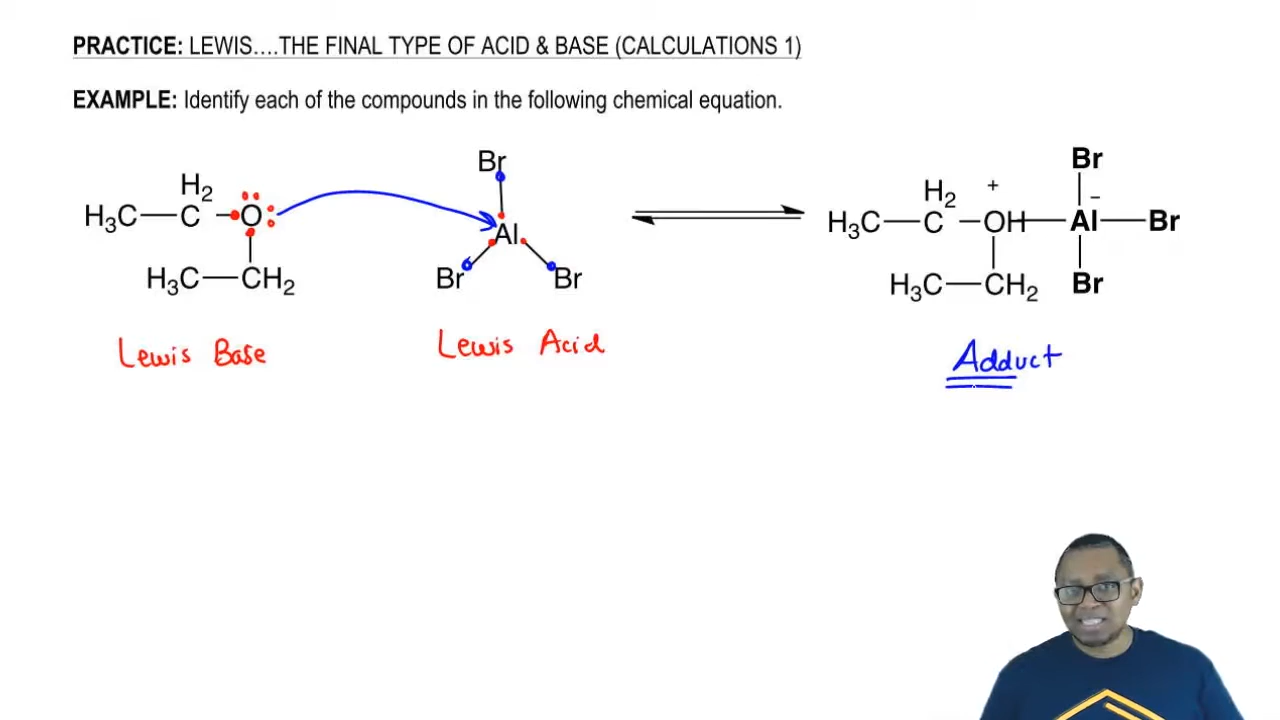 PRACTICE: LEWIS....THE FINAL TYPE OF ACID & BASE (CALCULATIONS 1)
EXAMPLE: Identify each of the compounds in the following chemical equation.
H2 Br H2 + Br
H3C C O Al H3C C OH Al − Br
H3C CH2 Br Br H3C CH2 Br
Lewis Base Lewis Acid Adduct